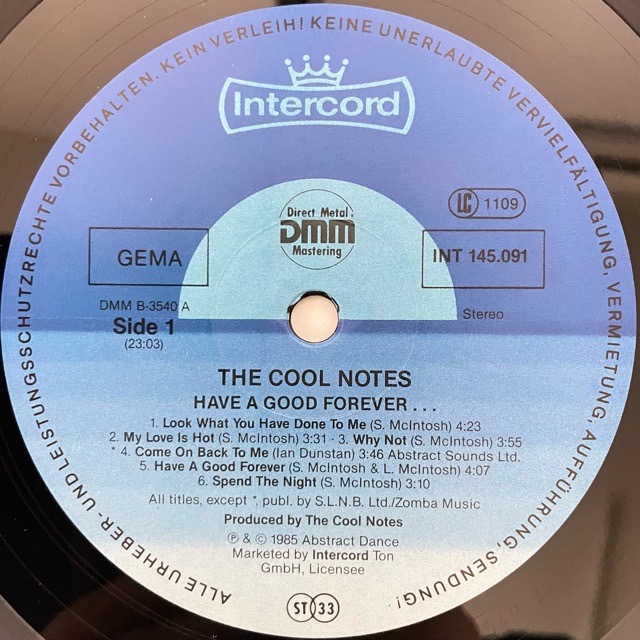 ALLE URHEBER- UND LEISTUNGSSCHUTZRECHTE VORBEHALTEN. KEIN VERLEIH! KEINE UNERLAUBTE VERVIELFÄLTIGUNG, VERMIETUNG, AUFFÜHRUNG, SENDUNG!
Intercord
Direct Metal
DMM
Mastering
LC 1109
GEMA
INT 145.091
DMM B-3540 A
Side 1
(23:03)
Stereo
THE COOL NOTES
HAVE A GOOD FOREVER . . .
1. Look What You Have Done To Me (S. McIntosh) 4:23
2. My Love Is Hot (S. McIntosh) 3:31 · 3. Why Not (S. McIntosh) 3:55
* 4. Come On Back To Me (Ian Dunstan) 3:46 Abstract Sounds Ltd.
5. Have A Good Forever (S. McIntosh & L. McIntosh) 4:07
6. Spend The Night (S. McIntosh) 3:10
All titles, except *, publ. by S.L.N.B. Ltd./Zomba Music
Produced by The Cool Notes
℗ & © 1985 Abstract Dance
Marketed by Intercord Ton
GmbH, Licensee
ST 33